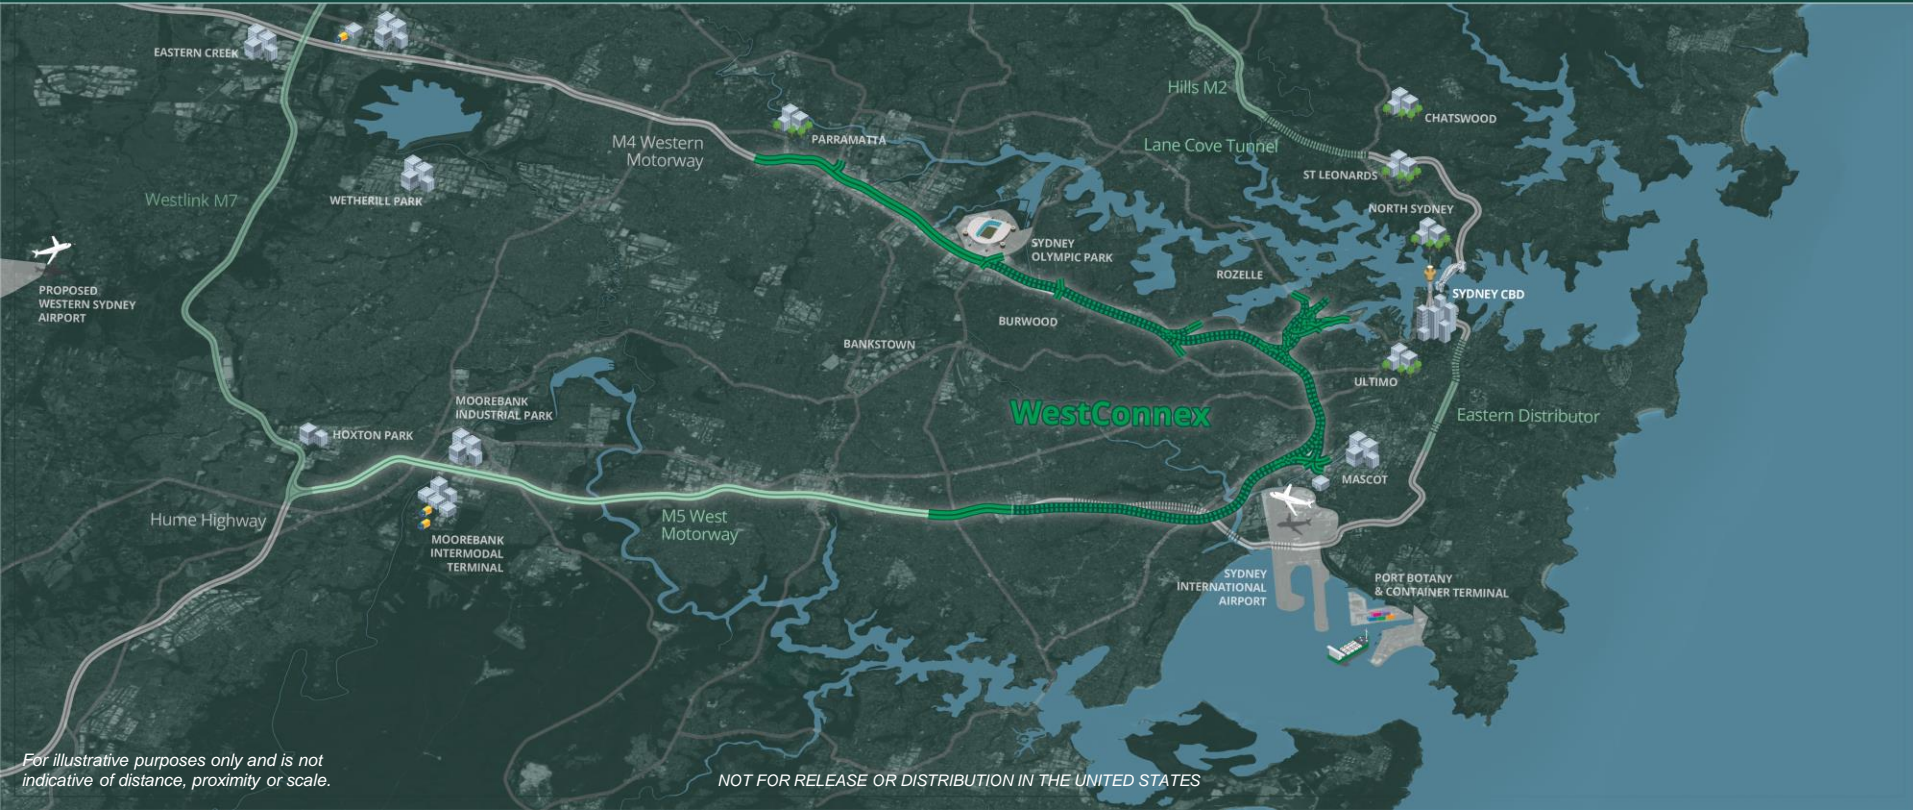 EASTERN CREEK
Hills M2
CHATSWOOD
M4 Western
Motorway
PARRAMATTA
Lane Cove Tunnel
ST LEONARDS
Westlink M7
WETHERILL PARK
NORTH SYDNEY
SYDNEY
OLYMPIC PARK
ROZELLE
PROPOSED
WESTERN SYDNEY
AIRPORT
SYDNEY CBD
BURWOOD
BANKSTOWN
ULTIMO
MOOREBANK
INDUSTRIAL PARK
WestConnex
Eastern Distributor
HOXTON PARK
MASCOT
Hume Highway
M5 West
Motorway
MOOREBANK
INTERMODAL
TERMINAL
SYDNEY
INTERNATIONAL
AIRPORT
PORT BOTANY
& CONTAINER TERMINAL
For illustrative purposes only and is not
indicative of distance, proximity or scale.
NOT FOR RELEASE OR DISTRIBUTION IN THE UNITED STATES